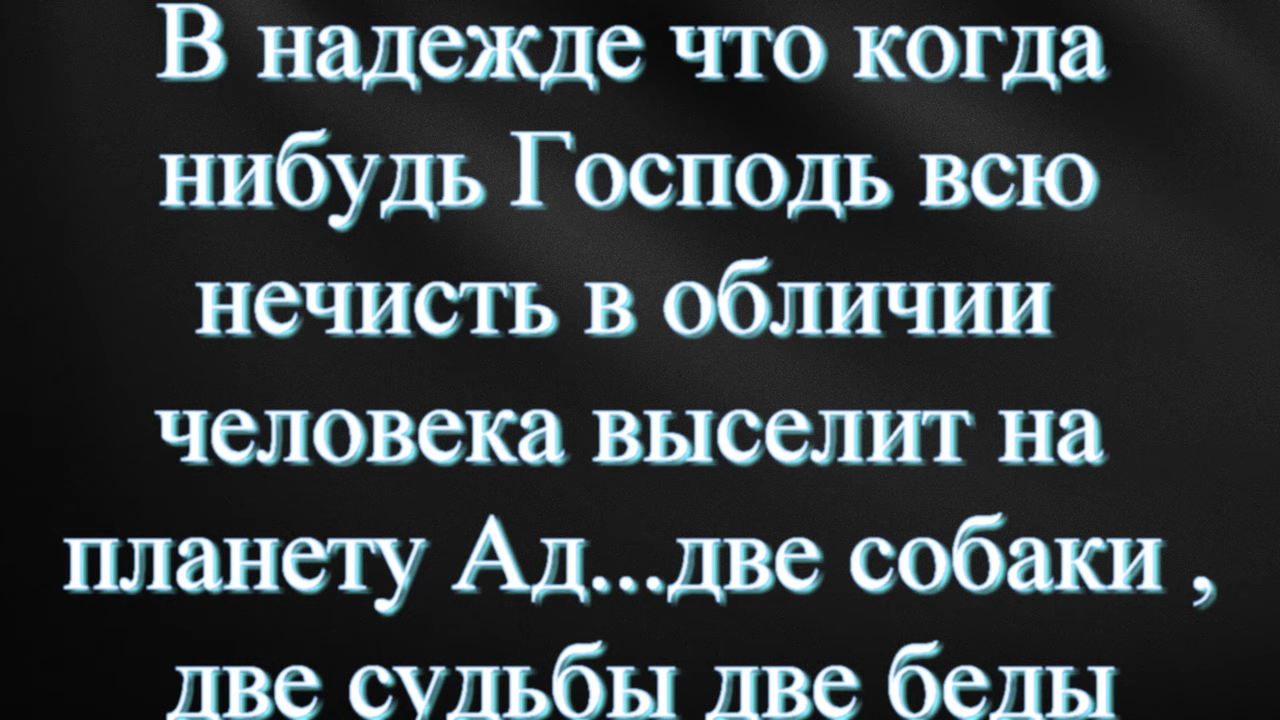 В надежде что когда
нибудь Господь всю
нечисть в обличии
человека выселит на
планету Ад...две собаки ,
две судьбы две беды